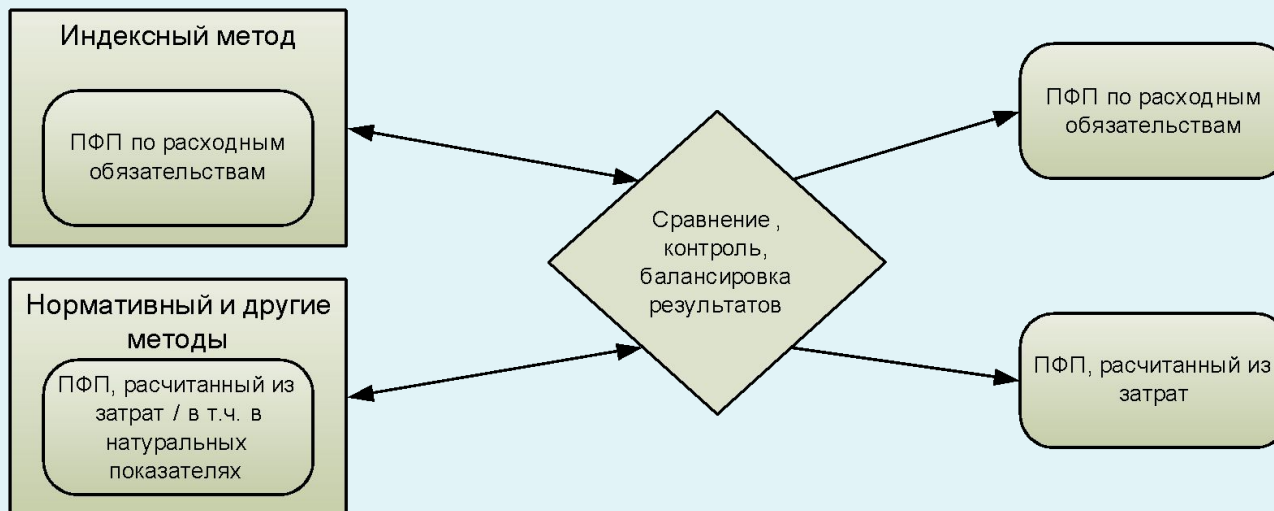 Индексный метод
ПФП по расходным
обязательствам
Нормативный и другие
методы
ПФП, расчитанный из
затрат / в т.ч. в
натуральных
показателях
Сравнение ,
контроль,
балансировка
результатов
ПФП по расходным
обязательствам
ПФП, расчитанный из
затрат